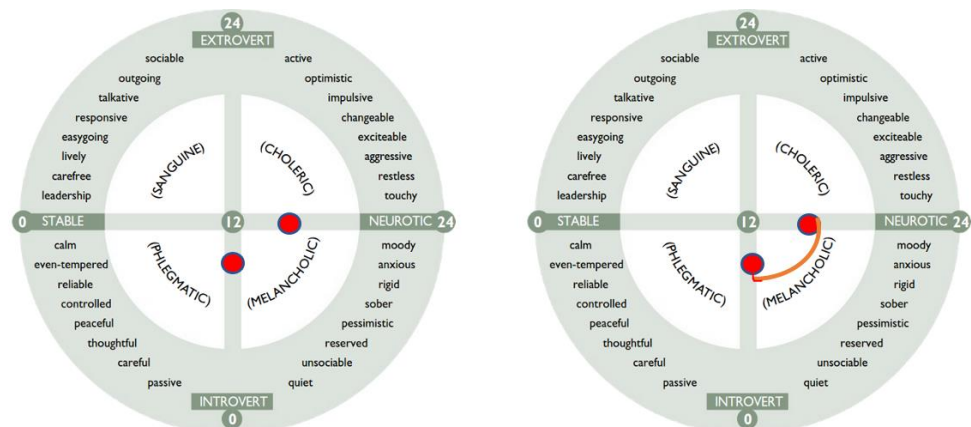 24
EXTROVERT
sociable
active
outgoing
optimistic
talkative
impulsive
responsive
changeable
easygoing
exciteable
lively
aggressive
carefree
restless
leadership
touchy
(SANGUINE)
(CHOLERIC)
0 STABLE
12
NEUROTIC 24
(PHLEGMATIC)
(MELANCHOLIC)
calm
moody
even-tempered
anxious
reliable
rigid
controlled
sober
peaceful
pessimistic
thoughtful
reserved
careful
unsociable
passive
quiet
INTROVERT
0
24
EXTROVERT
sociable
active
outgoing
optimistic
talkative
impulsive
responsive
changeable
easygoing
exciteable
lively
aggressive
carefree
restless
leadership
touchy
(SANGUINE)
(CHOLERIC)
0 STABLE
12
NEUROTIC 24
(PHLEGMATIC)
(MELANCHOLIC)
calm
moody
even-tempered
anxious
reliable
rigid
controlled
sober
peaceful
pessimistic
thoughtful
reserved
careful
unsociable
passive
quiet
INTROVERT
0